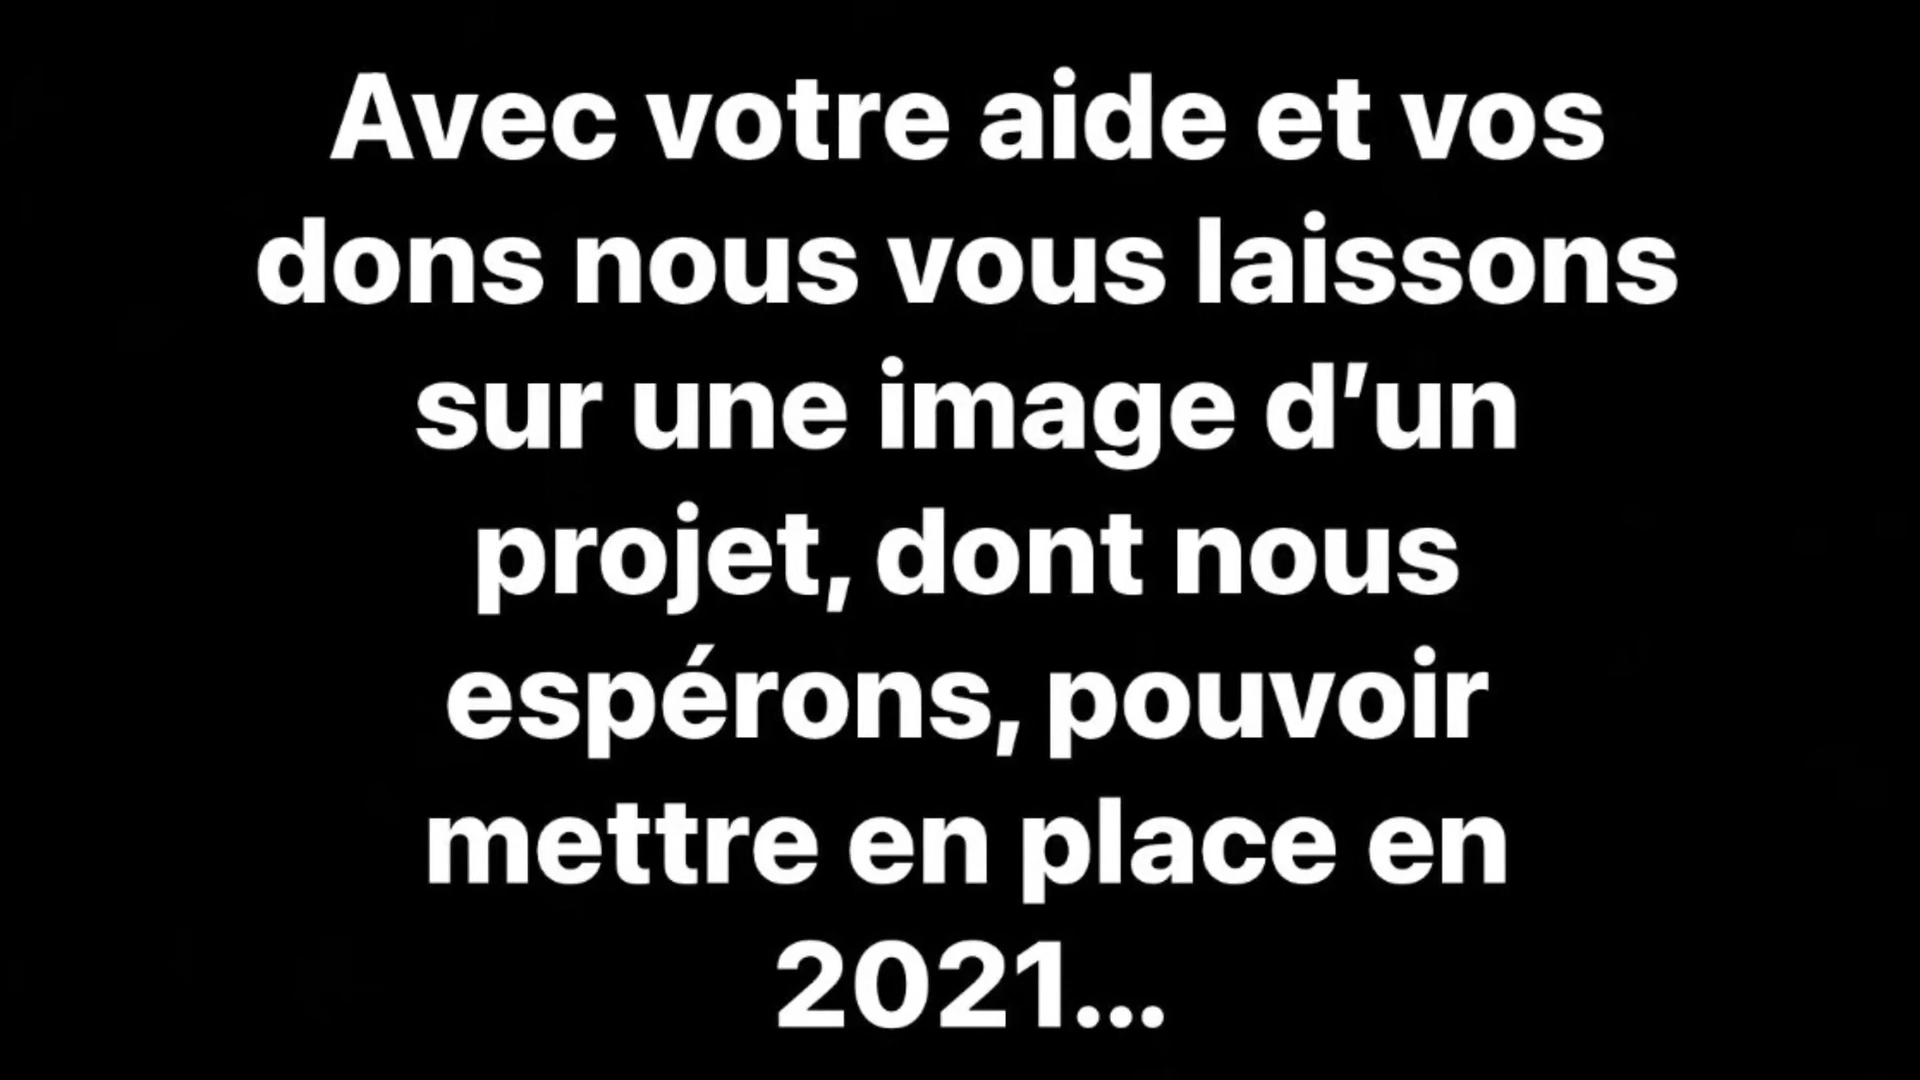 Avec votre aide et vos
dons nous vous laissons
sur une image d’un
projet, dont nous
espérons, pouvoir
mettre en place en
2021...